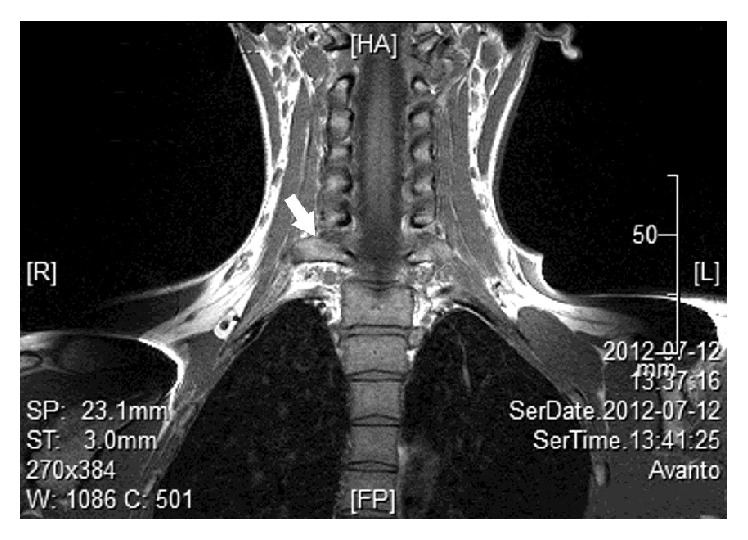 [HA]
50
[R]
[L]
mm
2012-07-12
13:37:16
SP: 23.1mm
SerDate.2012-07-12
ST: 3.0mm
SerTime.13:41:25
270x384
Avanto
W: 1086 C: 501
[FP]